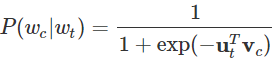 P(w_c|w_t) = \frac{1}{1 + \exp(-\mathbf{u}_t^T \mathbf{v}_c)}